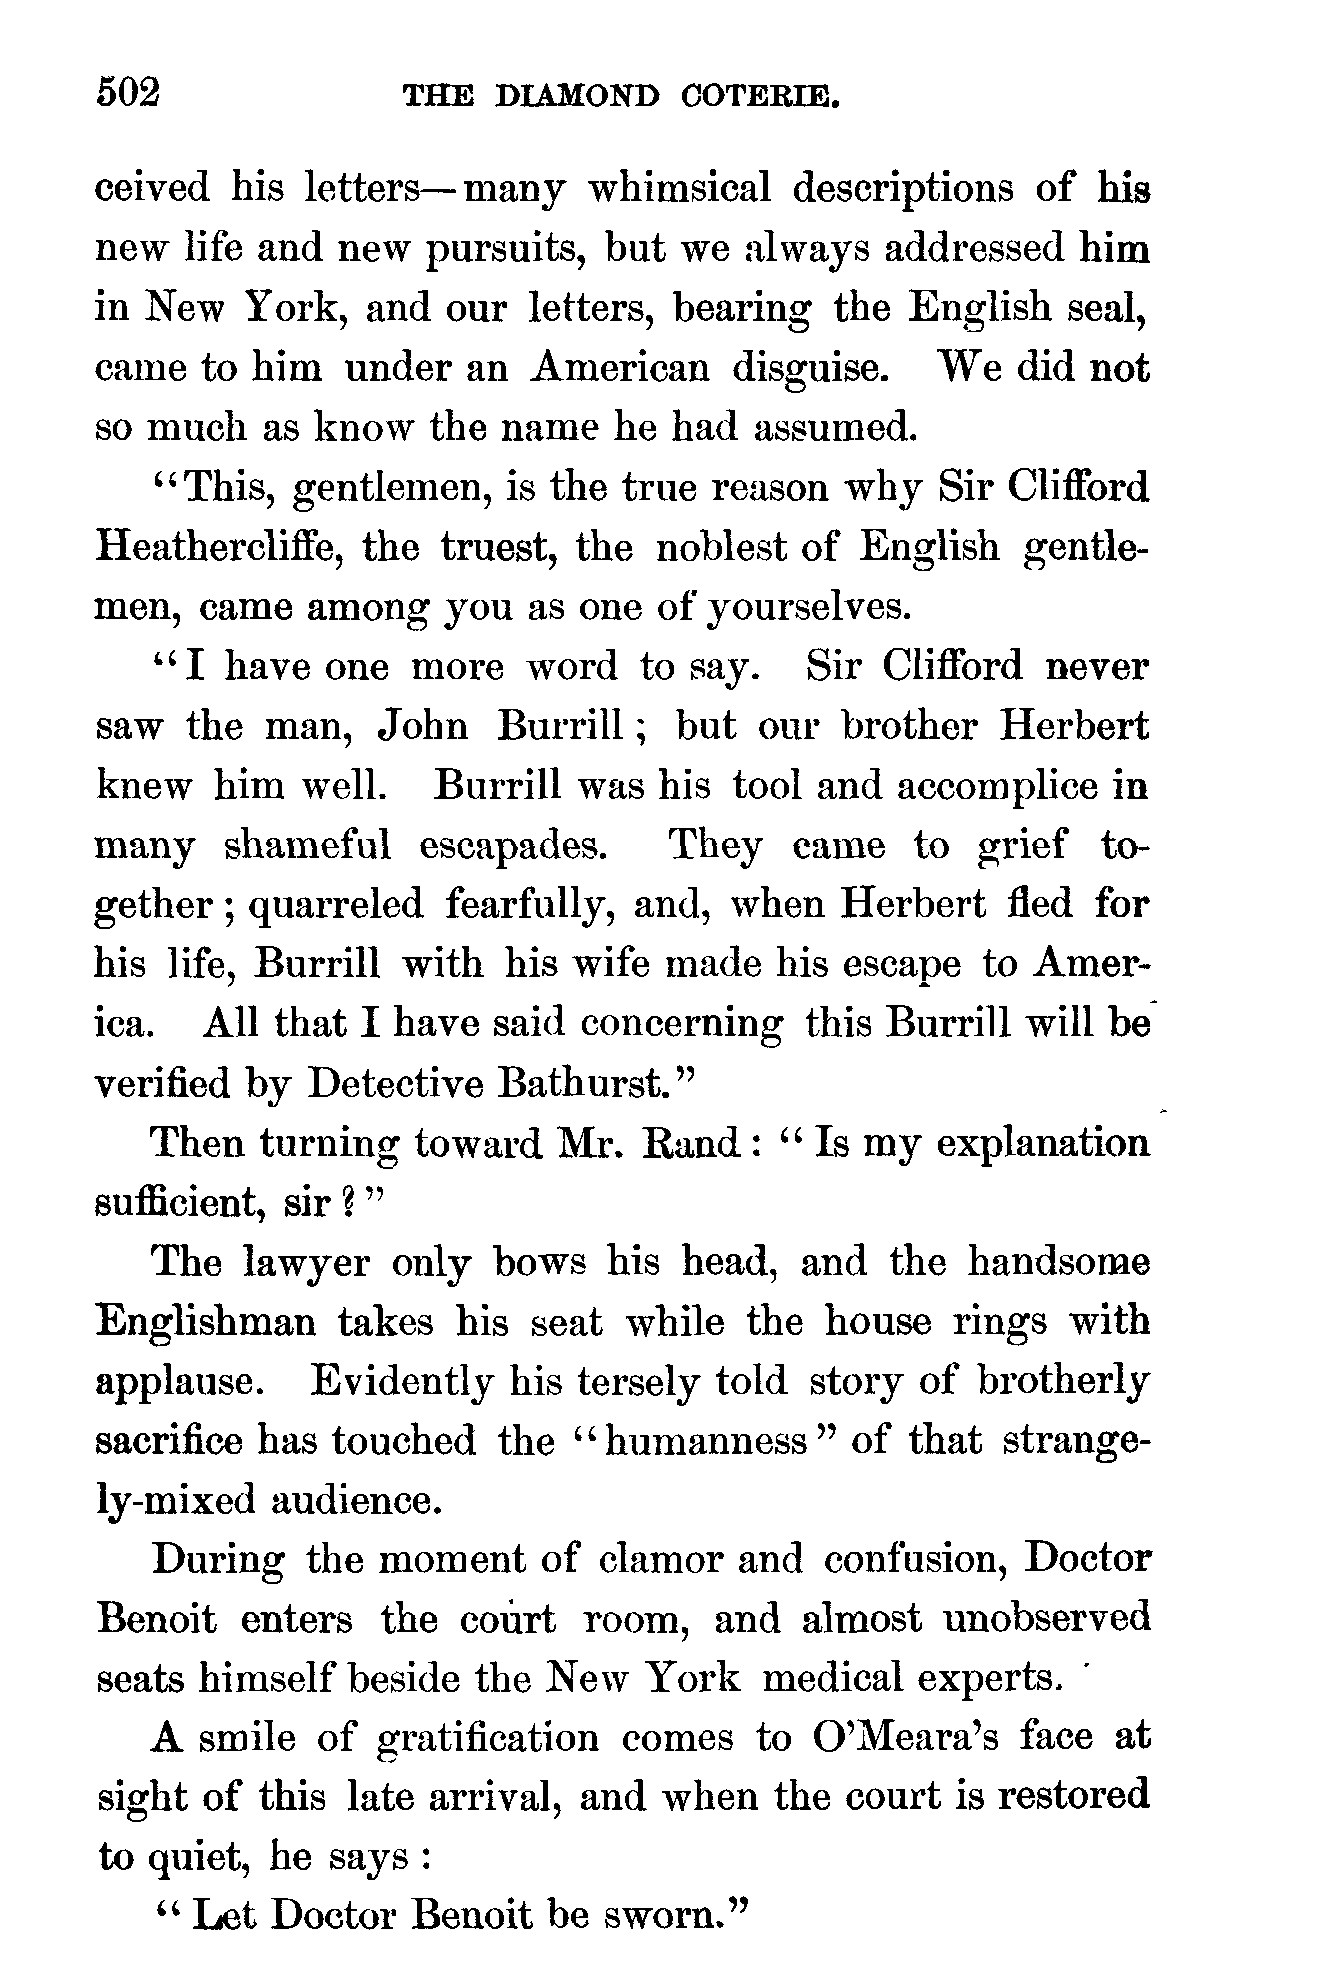 502 THE DIAMOND COTERIE.
ceived his letters—many whimsical descriptions of his
new life and new pursuits, but we always addressed him
in New York, and our letters, bearing the English seal,
came to him under an American disguise. We did not
so much as know the name he had assumed.
"This, gentlemen, is the true reason why Sir Clifford
Heathercliffe, the truest, the noblest of English gentle-
men, came among you as one of yourselves.
"I have one more word to say. Sir Clifford never
saw the man, John Burrill; but our brother Herbert
knew him well. Burrill was his tool and accomplice in
many shameful escapades. They came to grief to-
gether; quarreled fearfully, and, when Herbert fled for
his life, Burrill with his wife made his escape to Amer-
ica. All that I have said concerning this Burrill will be
verified by Detective Bathurst."
Then turning toward Mr. Rand: "Is my explanation
sufficient, sir?"
The lawyer only bows his head, and the handsome
Englishman takes his seat while the house rings with
applause. Evidently his tersely told story of brotherly
sacrifice has touched the "humanness" of that strange-
ly-mixed audience.
During the moment of clamor and confusion, Doctor
Benoit enters the court room, and almost unobserved
seats himself beside the New York medical experts.
A smile of gratification comes to O'Meara's face at
sight of this late arrival, and when the court is restored
to quiet, he says:
"Let Doctor Benoit be sworn."